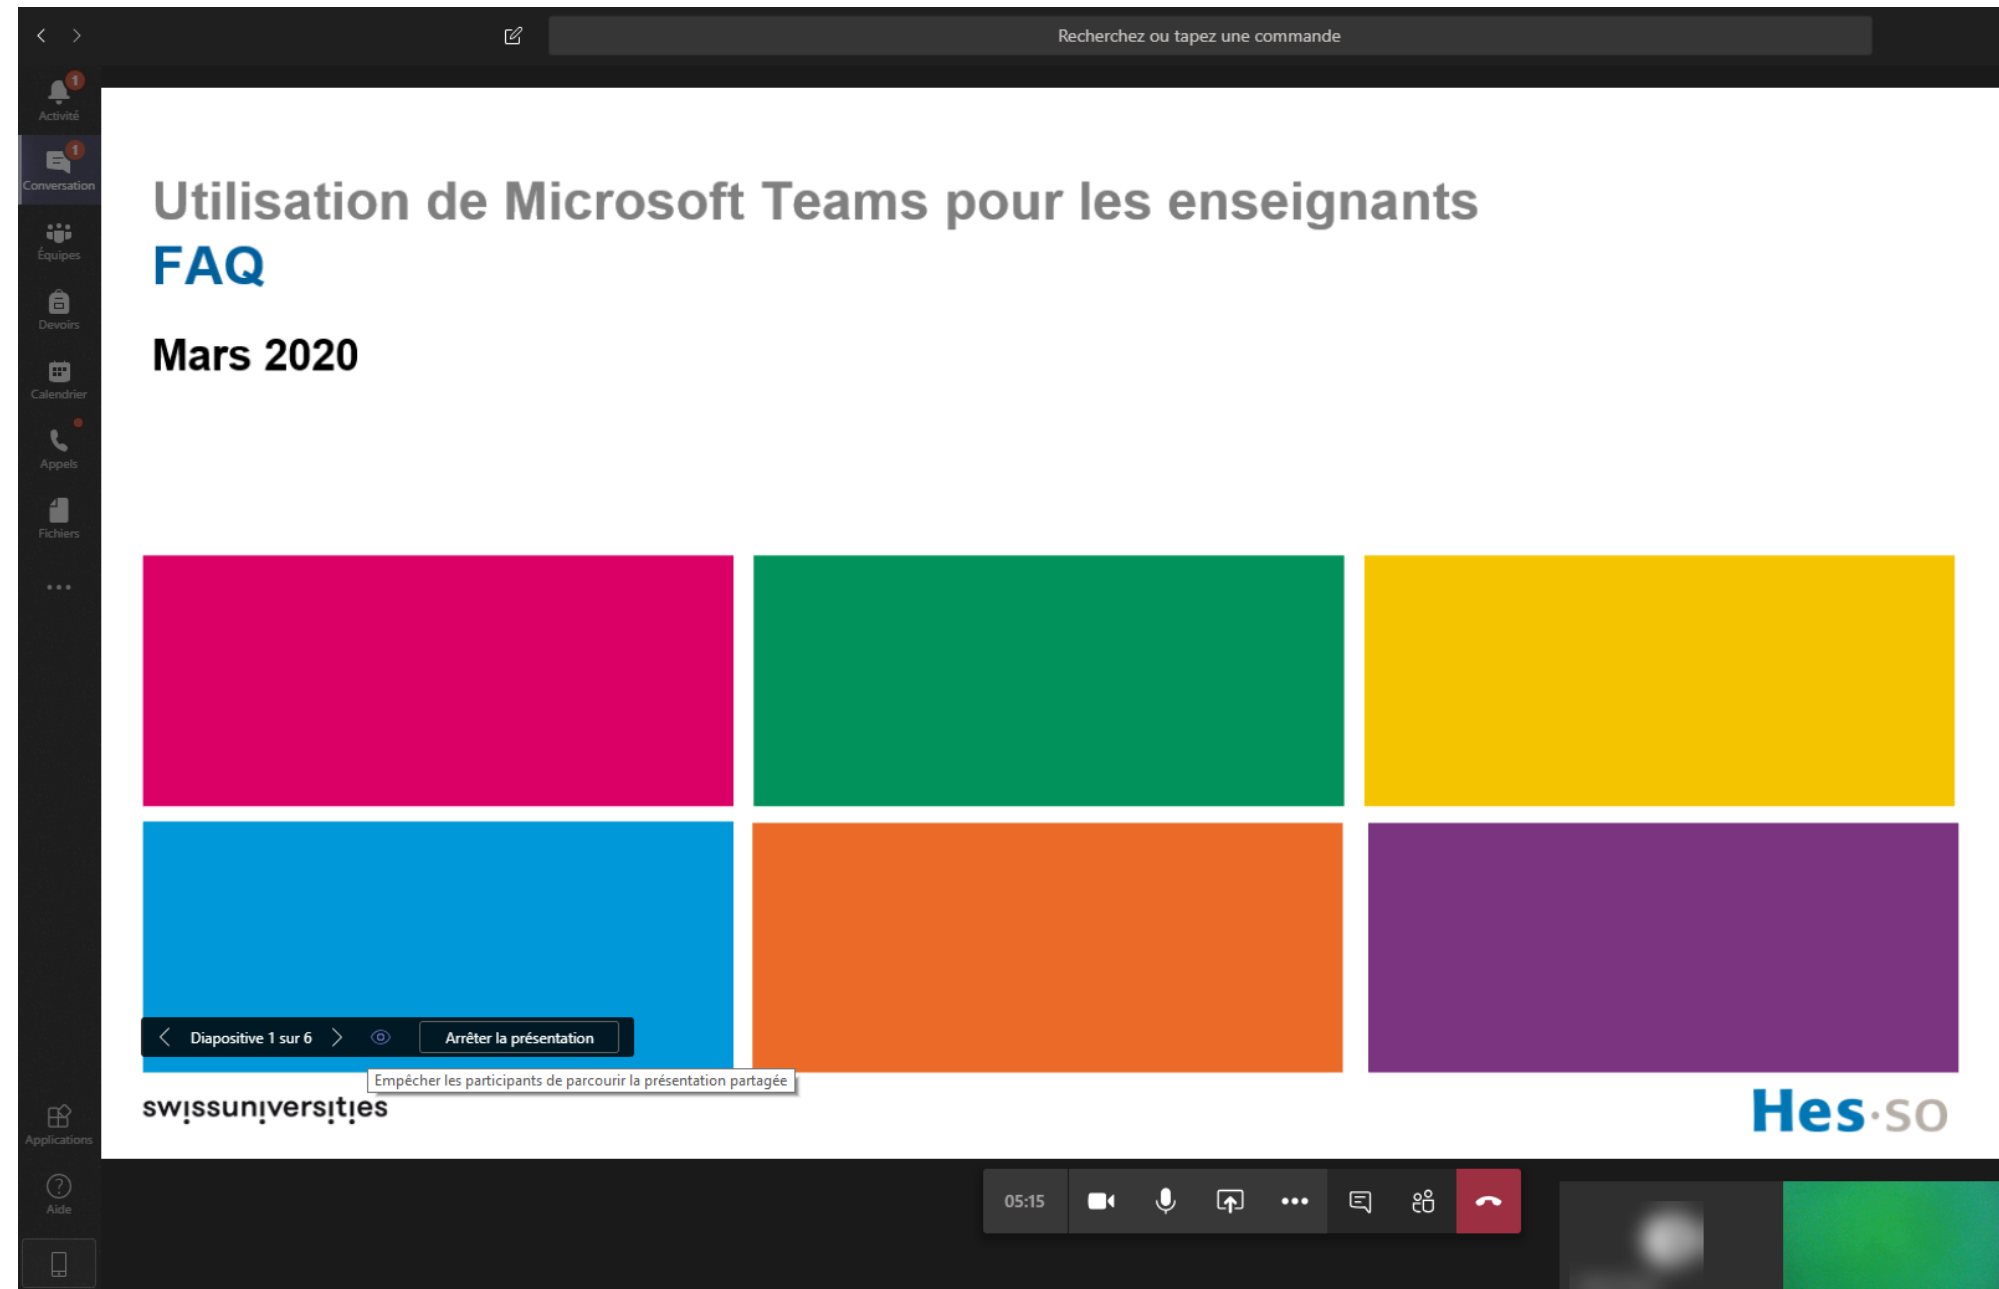 Recherchez ou tapez une commande
1
Activité
1
Conversation
Équipes
Devoirs
Calendrier
Appels
Fichiers
Utilisation de Microsoft Teams pour les enseignants
FAQ
Mars 2020
Diapositive 1 sur 6
Arrêter la présentation
Empêcher les participants de parcourir la présentation partagée
swissuniversities
Hes·so
Applications
Aide
05:15